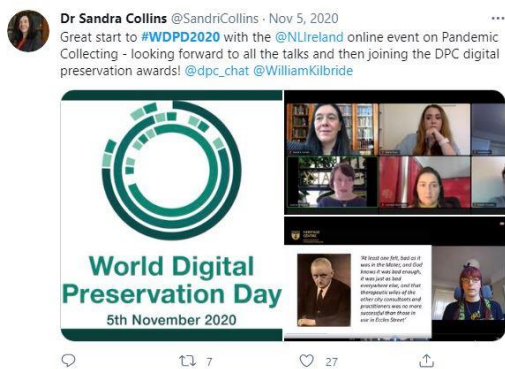 Dr Sandra Collins @SandriCollins · Nov 5, 2020
Great start to #WDPD2020 with the @NLIreland online event on Pandemic
Collecting - looking forward to all the talks and then joining the DPC digital
preservation awards! @dpc_chat @WilliamKilbride
World Digital
Preservation Day
5th November 2020
'At least one felt, bad as it
was in the Mater, and God
knows it was bad enough,
it was just as bad
everywhere else, and that
therapeutic wiles of the
other city consultants and
practitioners was no more
successful than those in
use in Eccles Street'
7
27